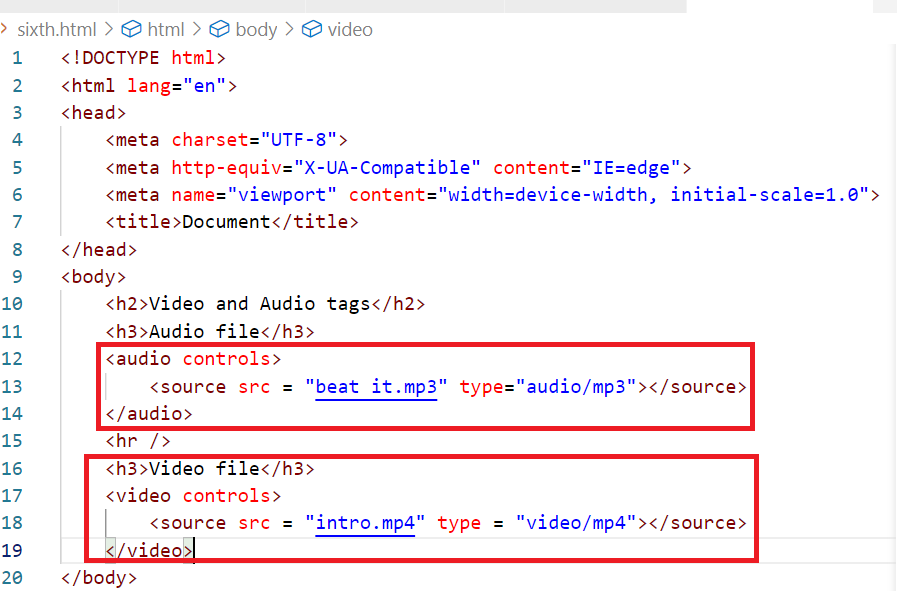 sixth.html > html > body > video
1 <!DOCTYPE html>
2 <html lang="en">
3 <head>
4     <meta charset="UTF-8">
5     <meta http-equiv="X-UA-Compatible" content="IE=edge">
6     <meta name="viewport" content="width=device-width, initial-scale=1.0">
7     <title>Document</title>
8 </head>
9 <body>
10     <h2>Video and Audio tags</h2>
11     <h3>Audio file</h3>
12     <audio controls>
13         <source src = "beat it.mp3" type="audio/mp3"></source>
14     </audio>
15     <hr />
16     <h3>Video file</h3>
17     <video controls>
18         <source src = "intro.mp4" type = "video/mp4"></source>
19     </video>
20 </body>